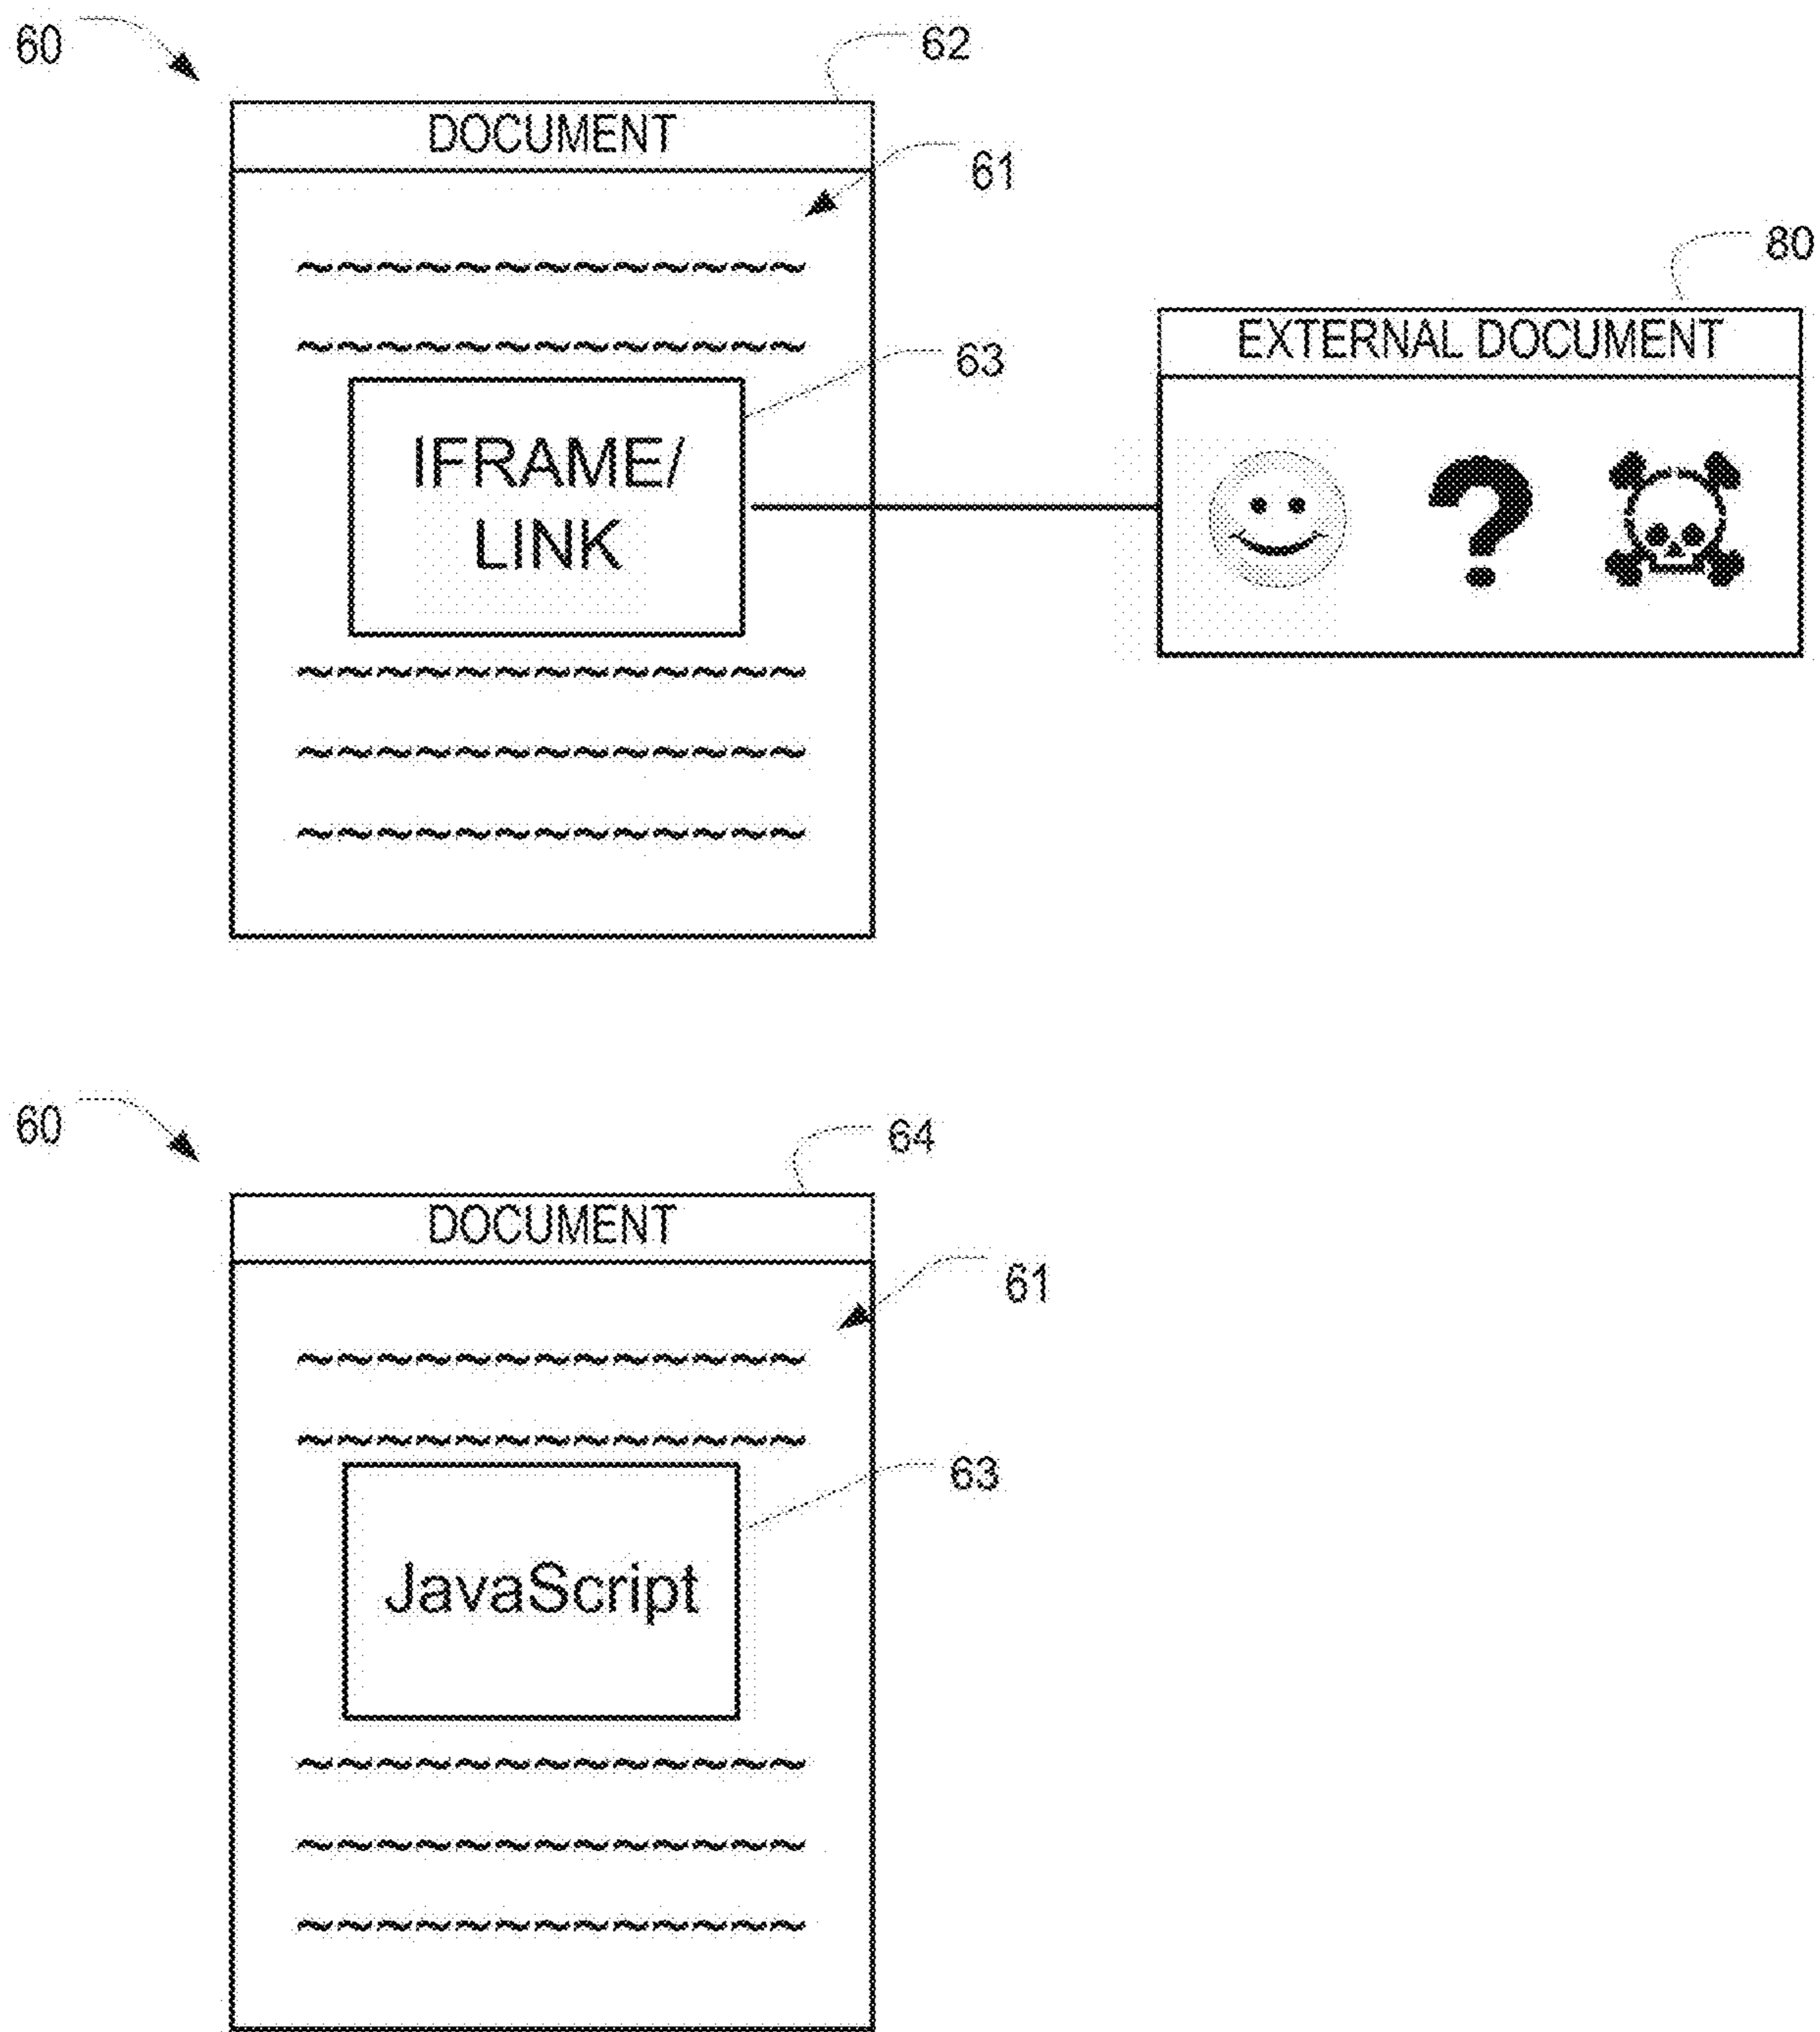 60
62
DOCUMENT
61
80
EXTERNAL DOCUMENT
63
IFRAME/
LINK
?
60
64
DOCUMENT
61
63
JavaScript